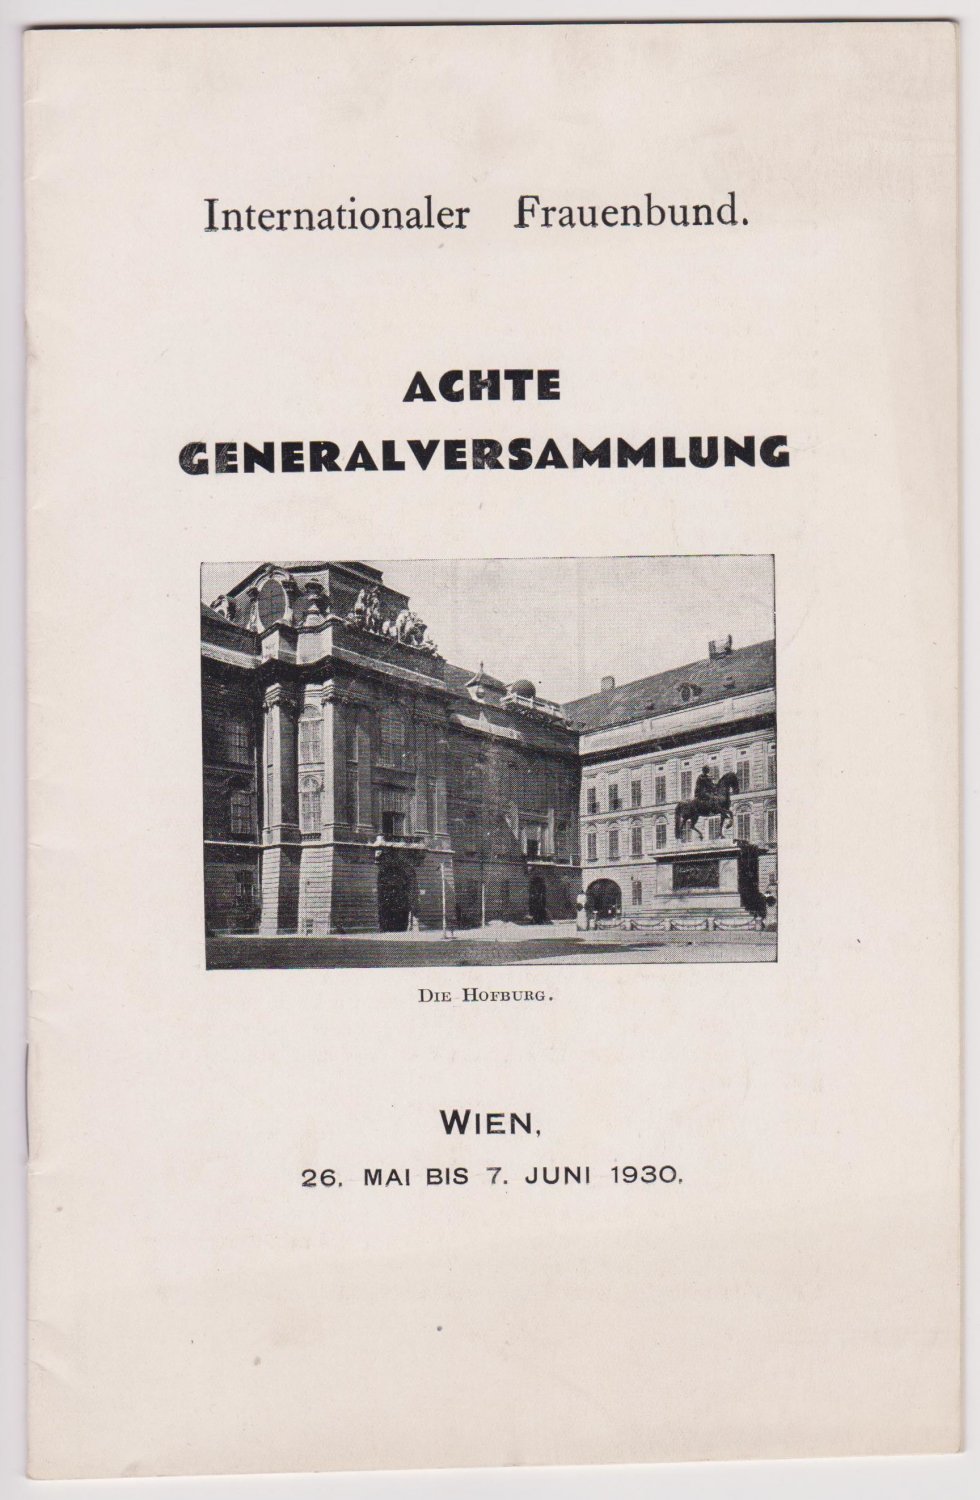 Internationaler Frauenbund.
ACHTE
GENERALVERSAMMLUNG
DIE HOFBURG.
WIEN,
26. MAI BIS 7. JUNI 1930.